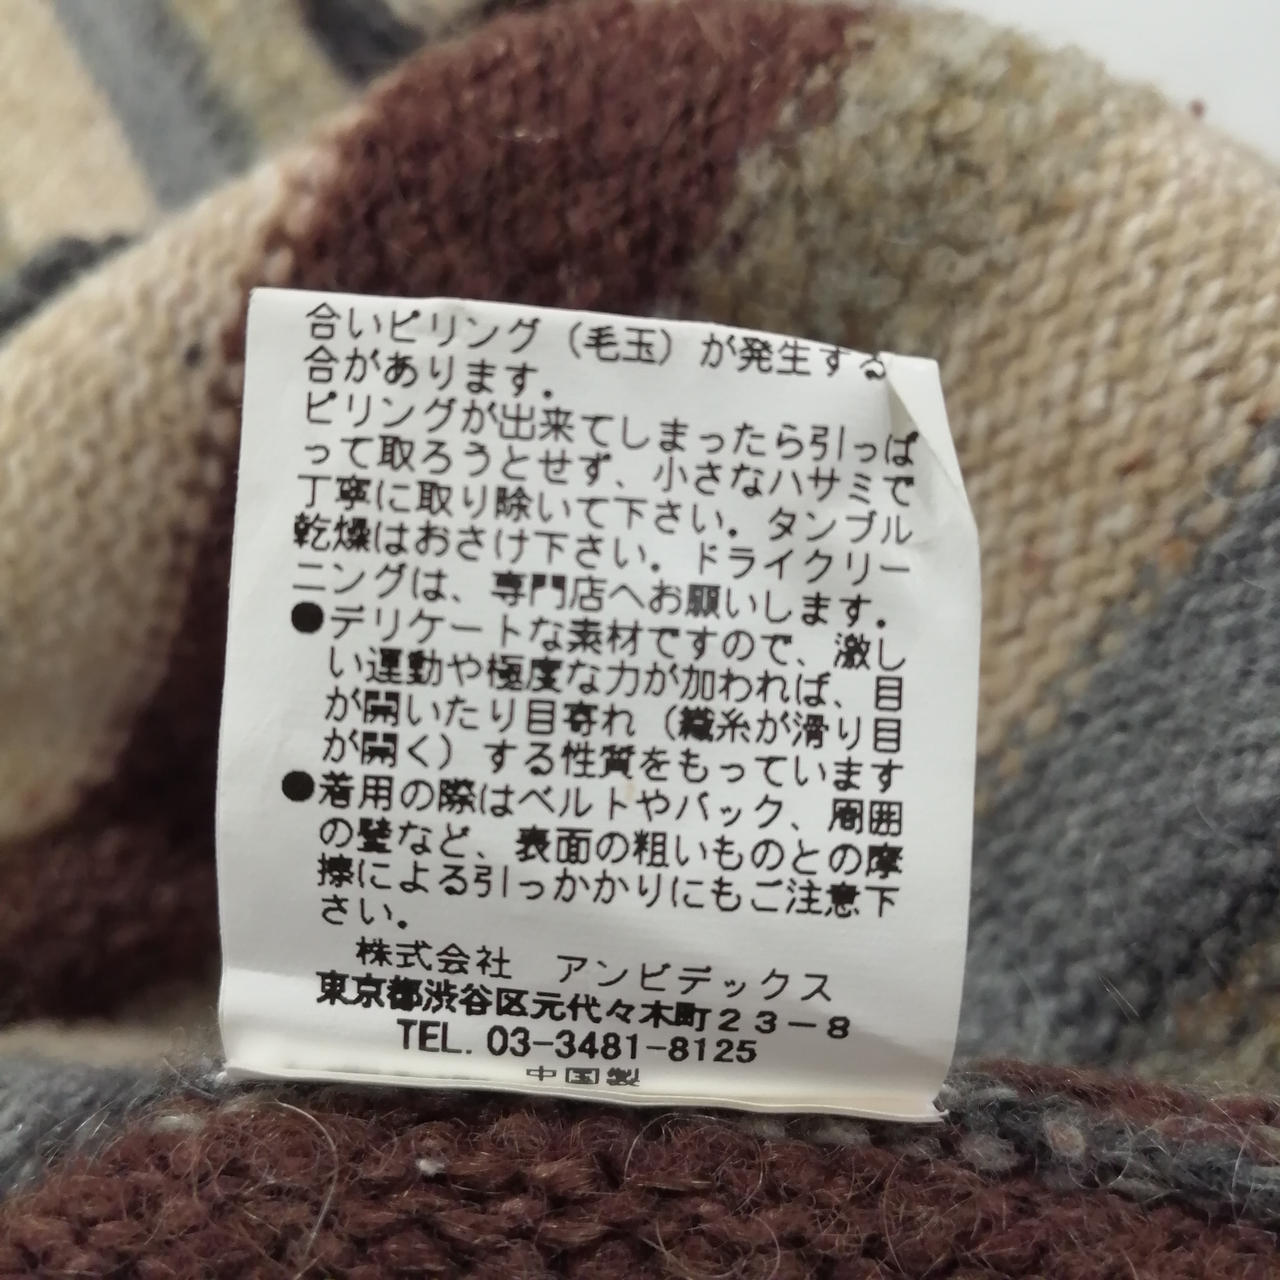 合いピリング（毛玉）が発生する
合があります．
ピリングが出来てしまったら引っぱ
って取ろうとせず、小さなハサミで
丁寧に取り除いて下さい．タンブル
乾燥はおさけ下さい．ドライクリー
ニングは、専門店へお願いします．
●デリケートな素材ですので、激し
い運動や極度な力が加われば、目
が開いたり目寄れ（織糸が滑り目
が開く）する性質をもっています
●着用の際はベルトやバック、周囲
の壁など、表面の粗いものとの摩
擦による引っかかりにもご注意下
さい．
株式会社 アンビデックス
東京都渋谷区元代々木町２３−８
TEL. 03-3481-8125
中国製